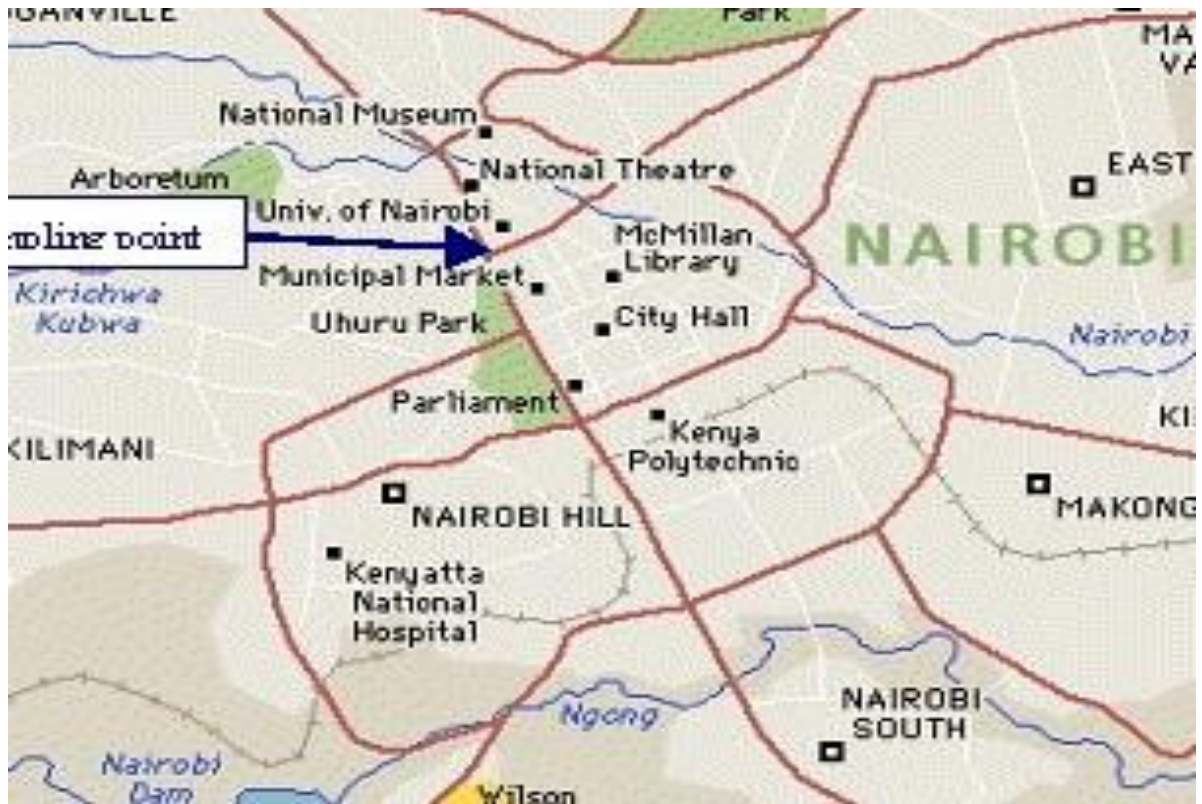 GANVILLE
Park
MA
VA
National Museum
National Theatre
EAST
Arboretum
Univ. of Nairobi
point
McMillan
Library
NAIROBI
Municipal Market
Kirichwa
Kubwa
Uhuru Park
City Hall
Nairobi
Parliament
KI
Kenya
Polytechnic
KILIMANI
NAIROBI HILL
MAKONG
Kenyatta
National
Hospital
NAIROBI
SOUTH
Ngong
Nairobi
Dam
Wilson